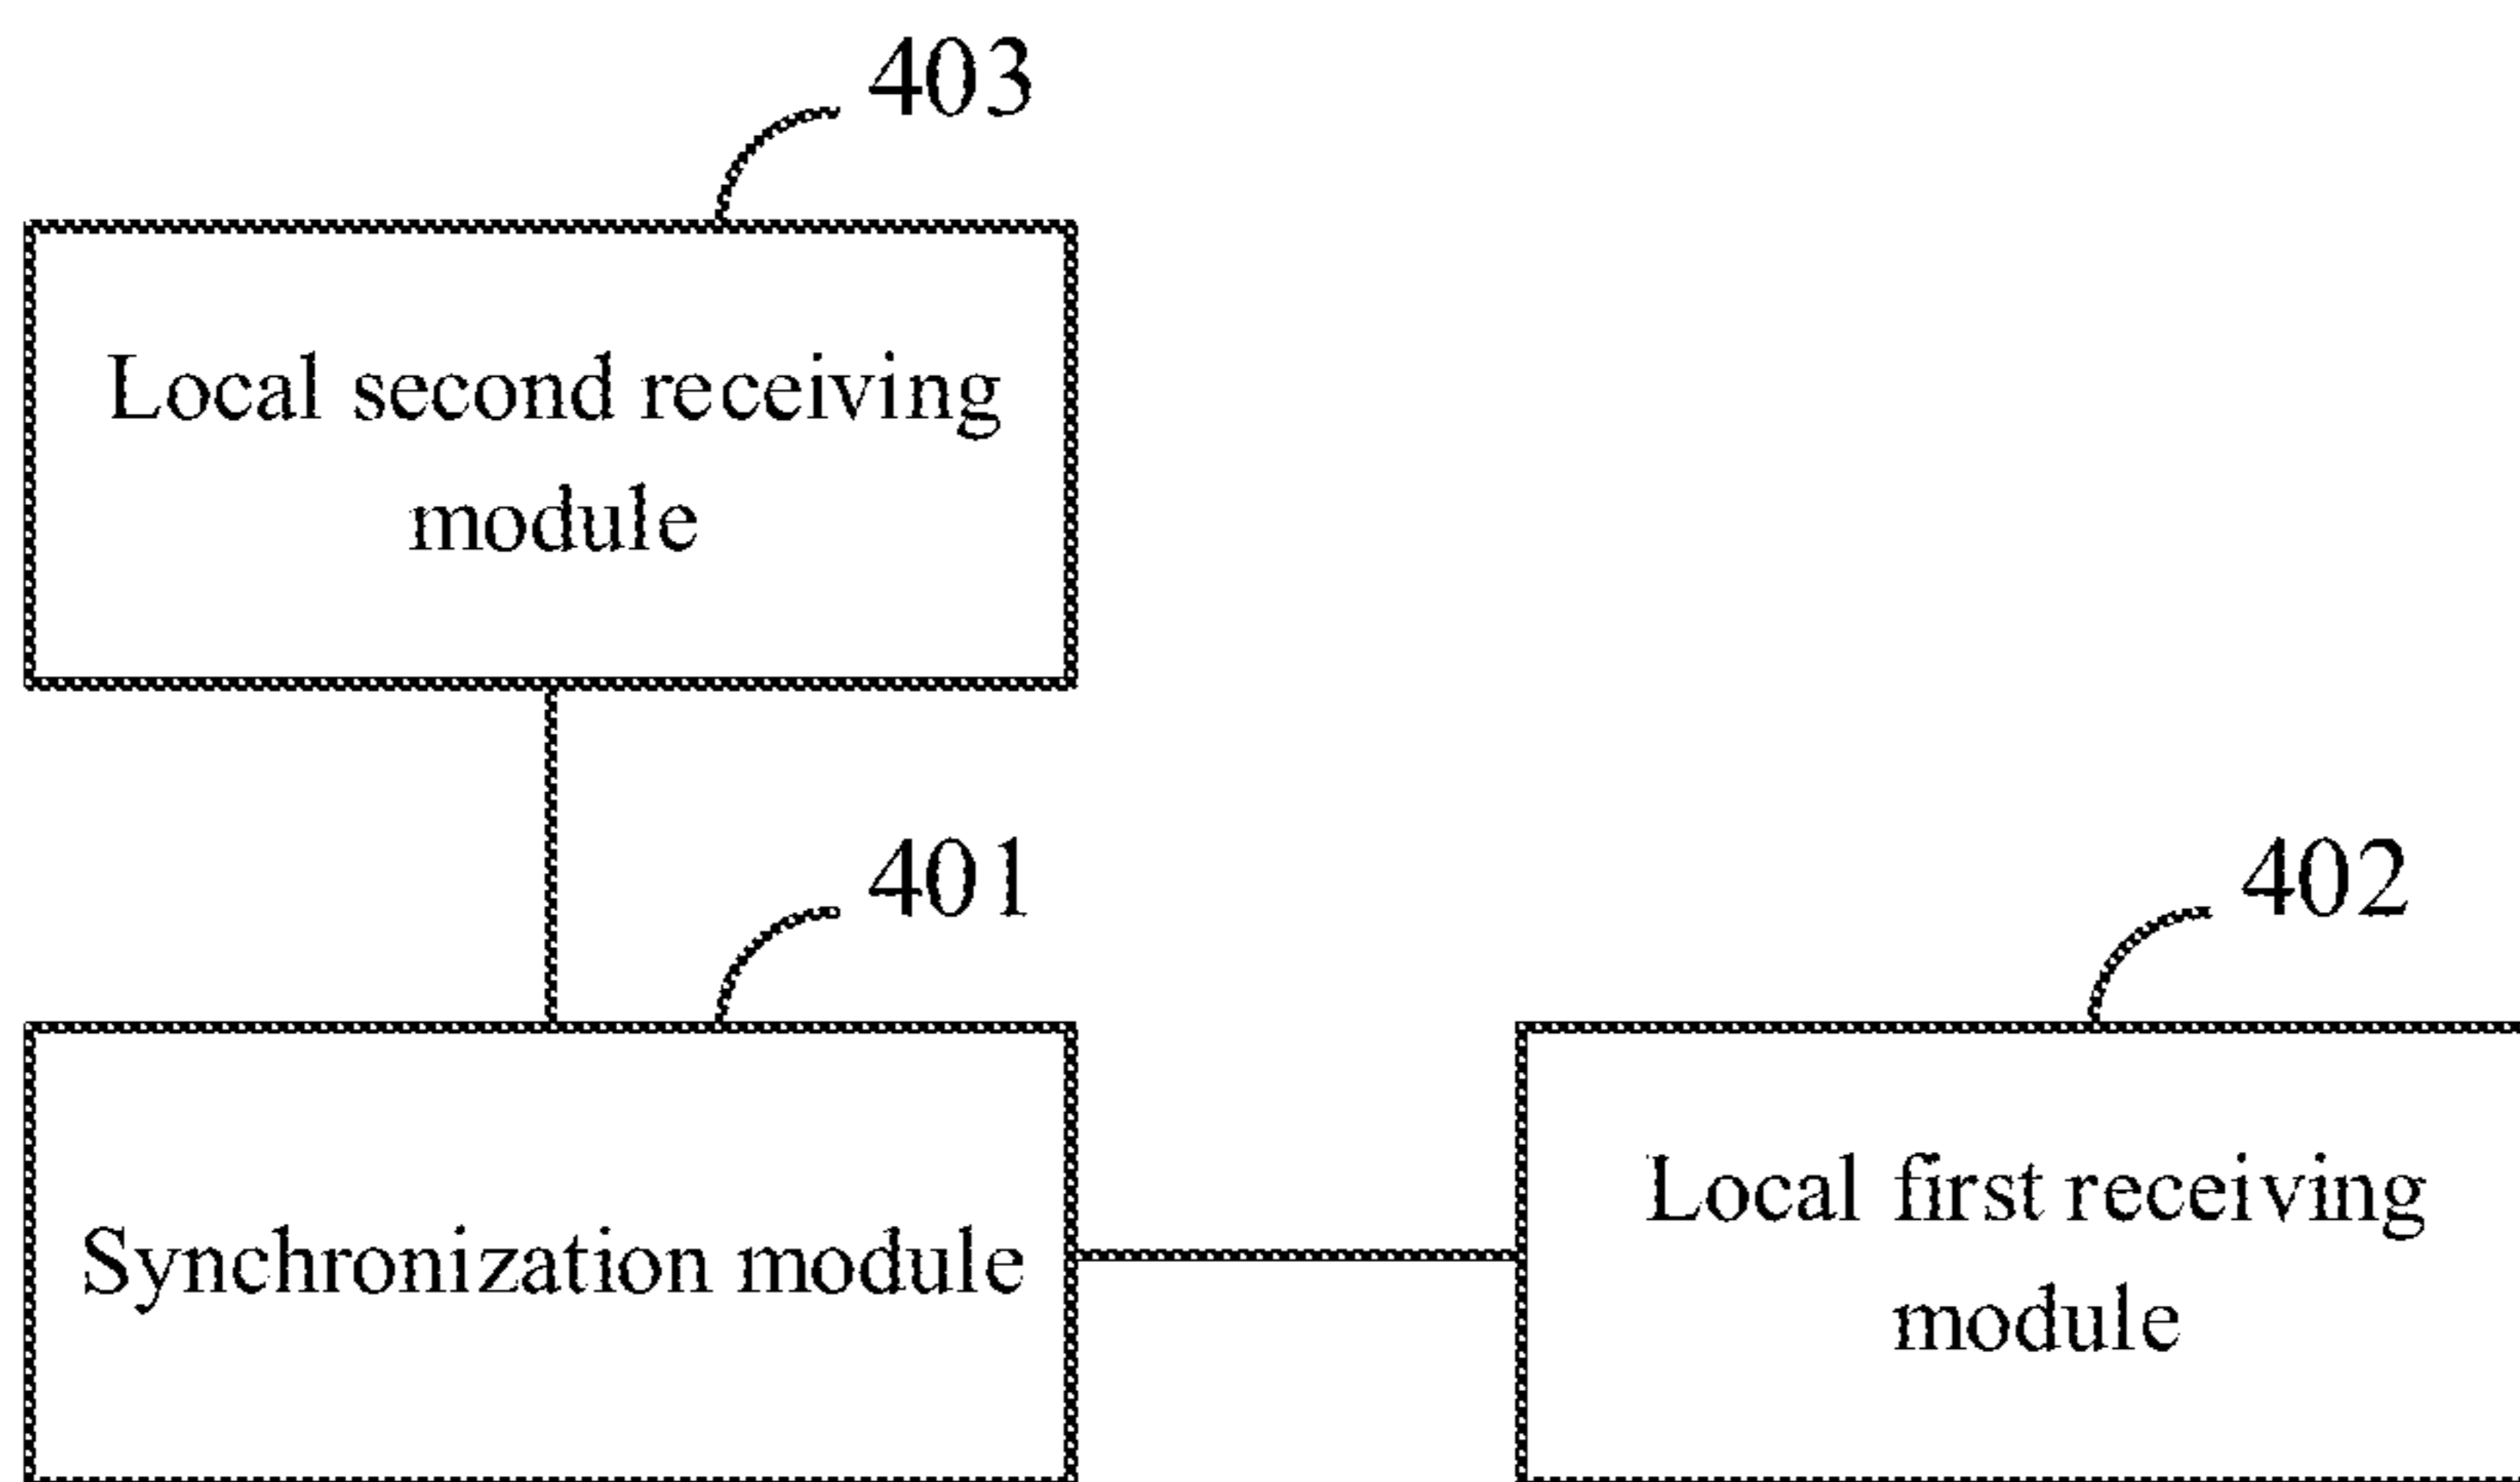 403
Local second receiving
module
401
402
Synchronization module
Local first receiving
module